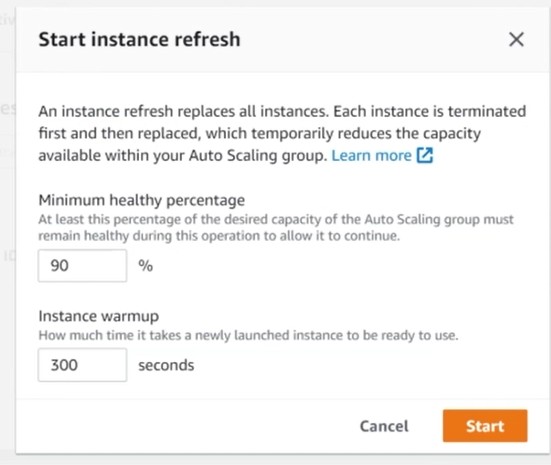 Start instance refresh
An instance refresh replaces all instances. Each instance is terminated
first and then replaced, which temporarily reduces the capacity
available within your Auto Scaling group. Learn more
Minimum healthy percentage
At least this percentage of the desired capacity of the Auto Scaling group must
remain healthy during this operation to allow it to continue.
90 %
Instance warmup
How much time it takes a newly launched instance to be ready to use.
300 seconds
Cancel Start